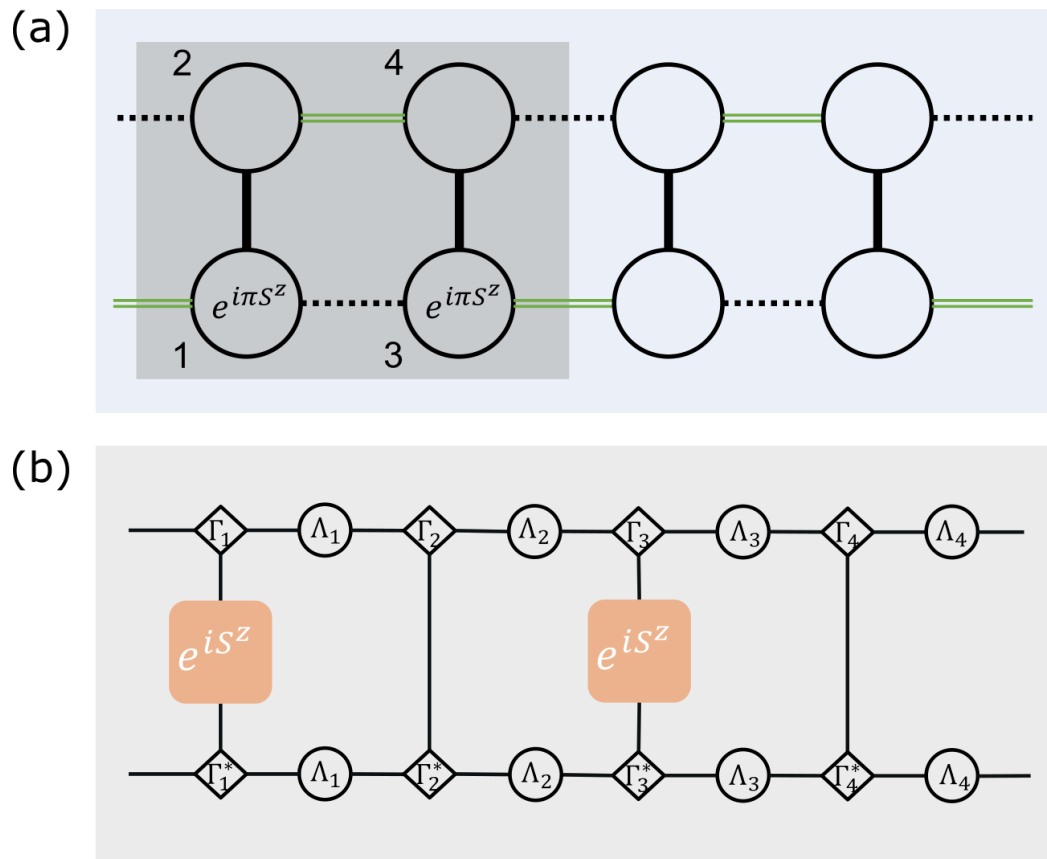 (a)
2 4
e^{iπS^z} e^{iπS^z}
1 3
(b)
Γ₁ Λ₁ Γ₂ Λ₂ Γ₃ Λ₃ Γ₄ Λ₄
e^{iS^z} e^{iS^z}
Γ₁* Λ₁ Γ₂* Λ₂ Γ₃* Λ₃ Γ₄* Λ₄